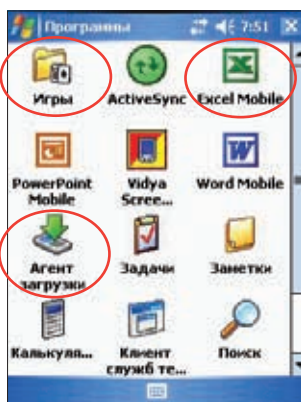 Программы 7:51
Игры ActiveSync Excel Mobile
PowerPoint Vidya Word Mobile
Mobile Scree...
Агент Задачи Заметки
загрузки
Калькуля... Клиент Поиск
служб те...